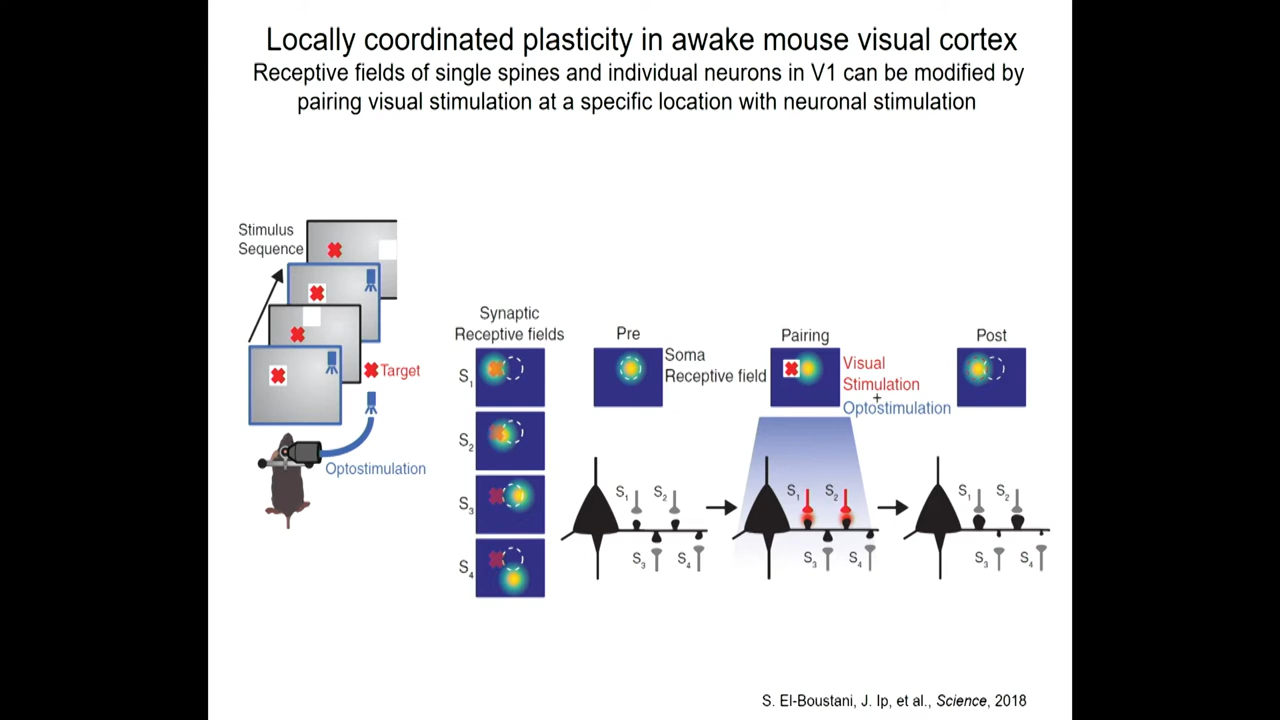 Locally coordinated plasticity in awake mouse visual cortex
Receptive fields of single spines and individual neurons in V1 can be modified by
pairing visual stimulation at a specific location with neuronal stimulation
Stimulus
Sequence
Target
Optostimulation
Synaptic
Receptive fields
S1
S2
S3
S4
Pre
Soma
Receptive field
Pairing
Visual
Stimulation
+
Optostimulation
Post
S1 S2
S3 S4
S1 S2
S3 S4
S1 S2
S3 S4
S. El-Boustani, J. Ip, et al., Science, 2018